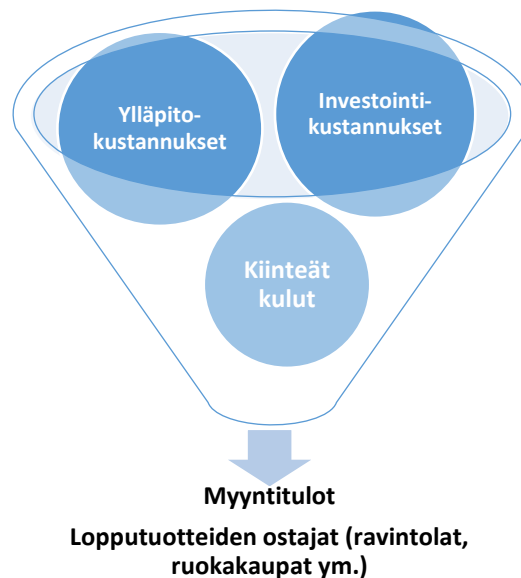 Ylläpito-
kustannukset
Investointi-
kustannukset
Kiinteät
kulut
Myyntitulot
Lopputuotteiden ostajat (ravintolat,
ruokakaupat ym.)